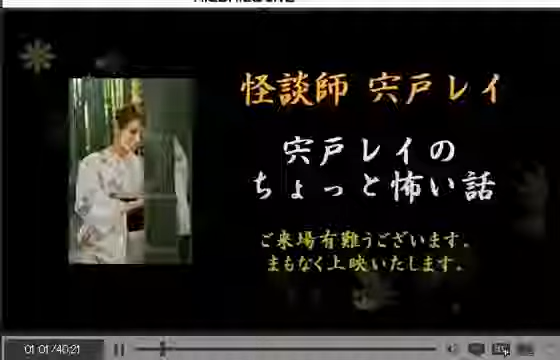 怪談師 宍戸レイ
宍戸レイの
ちょっと怖い話
ご来場有難うございます。
まもなく上映いたします。
01:01/40:21